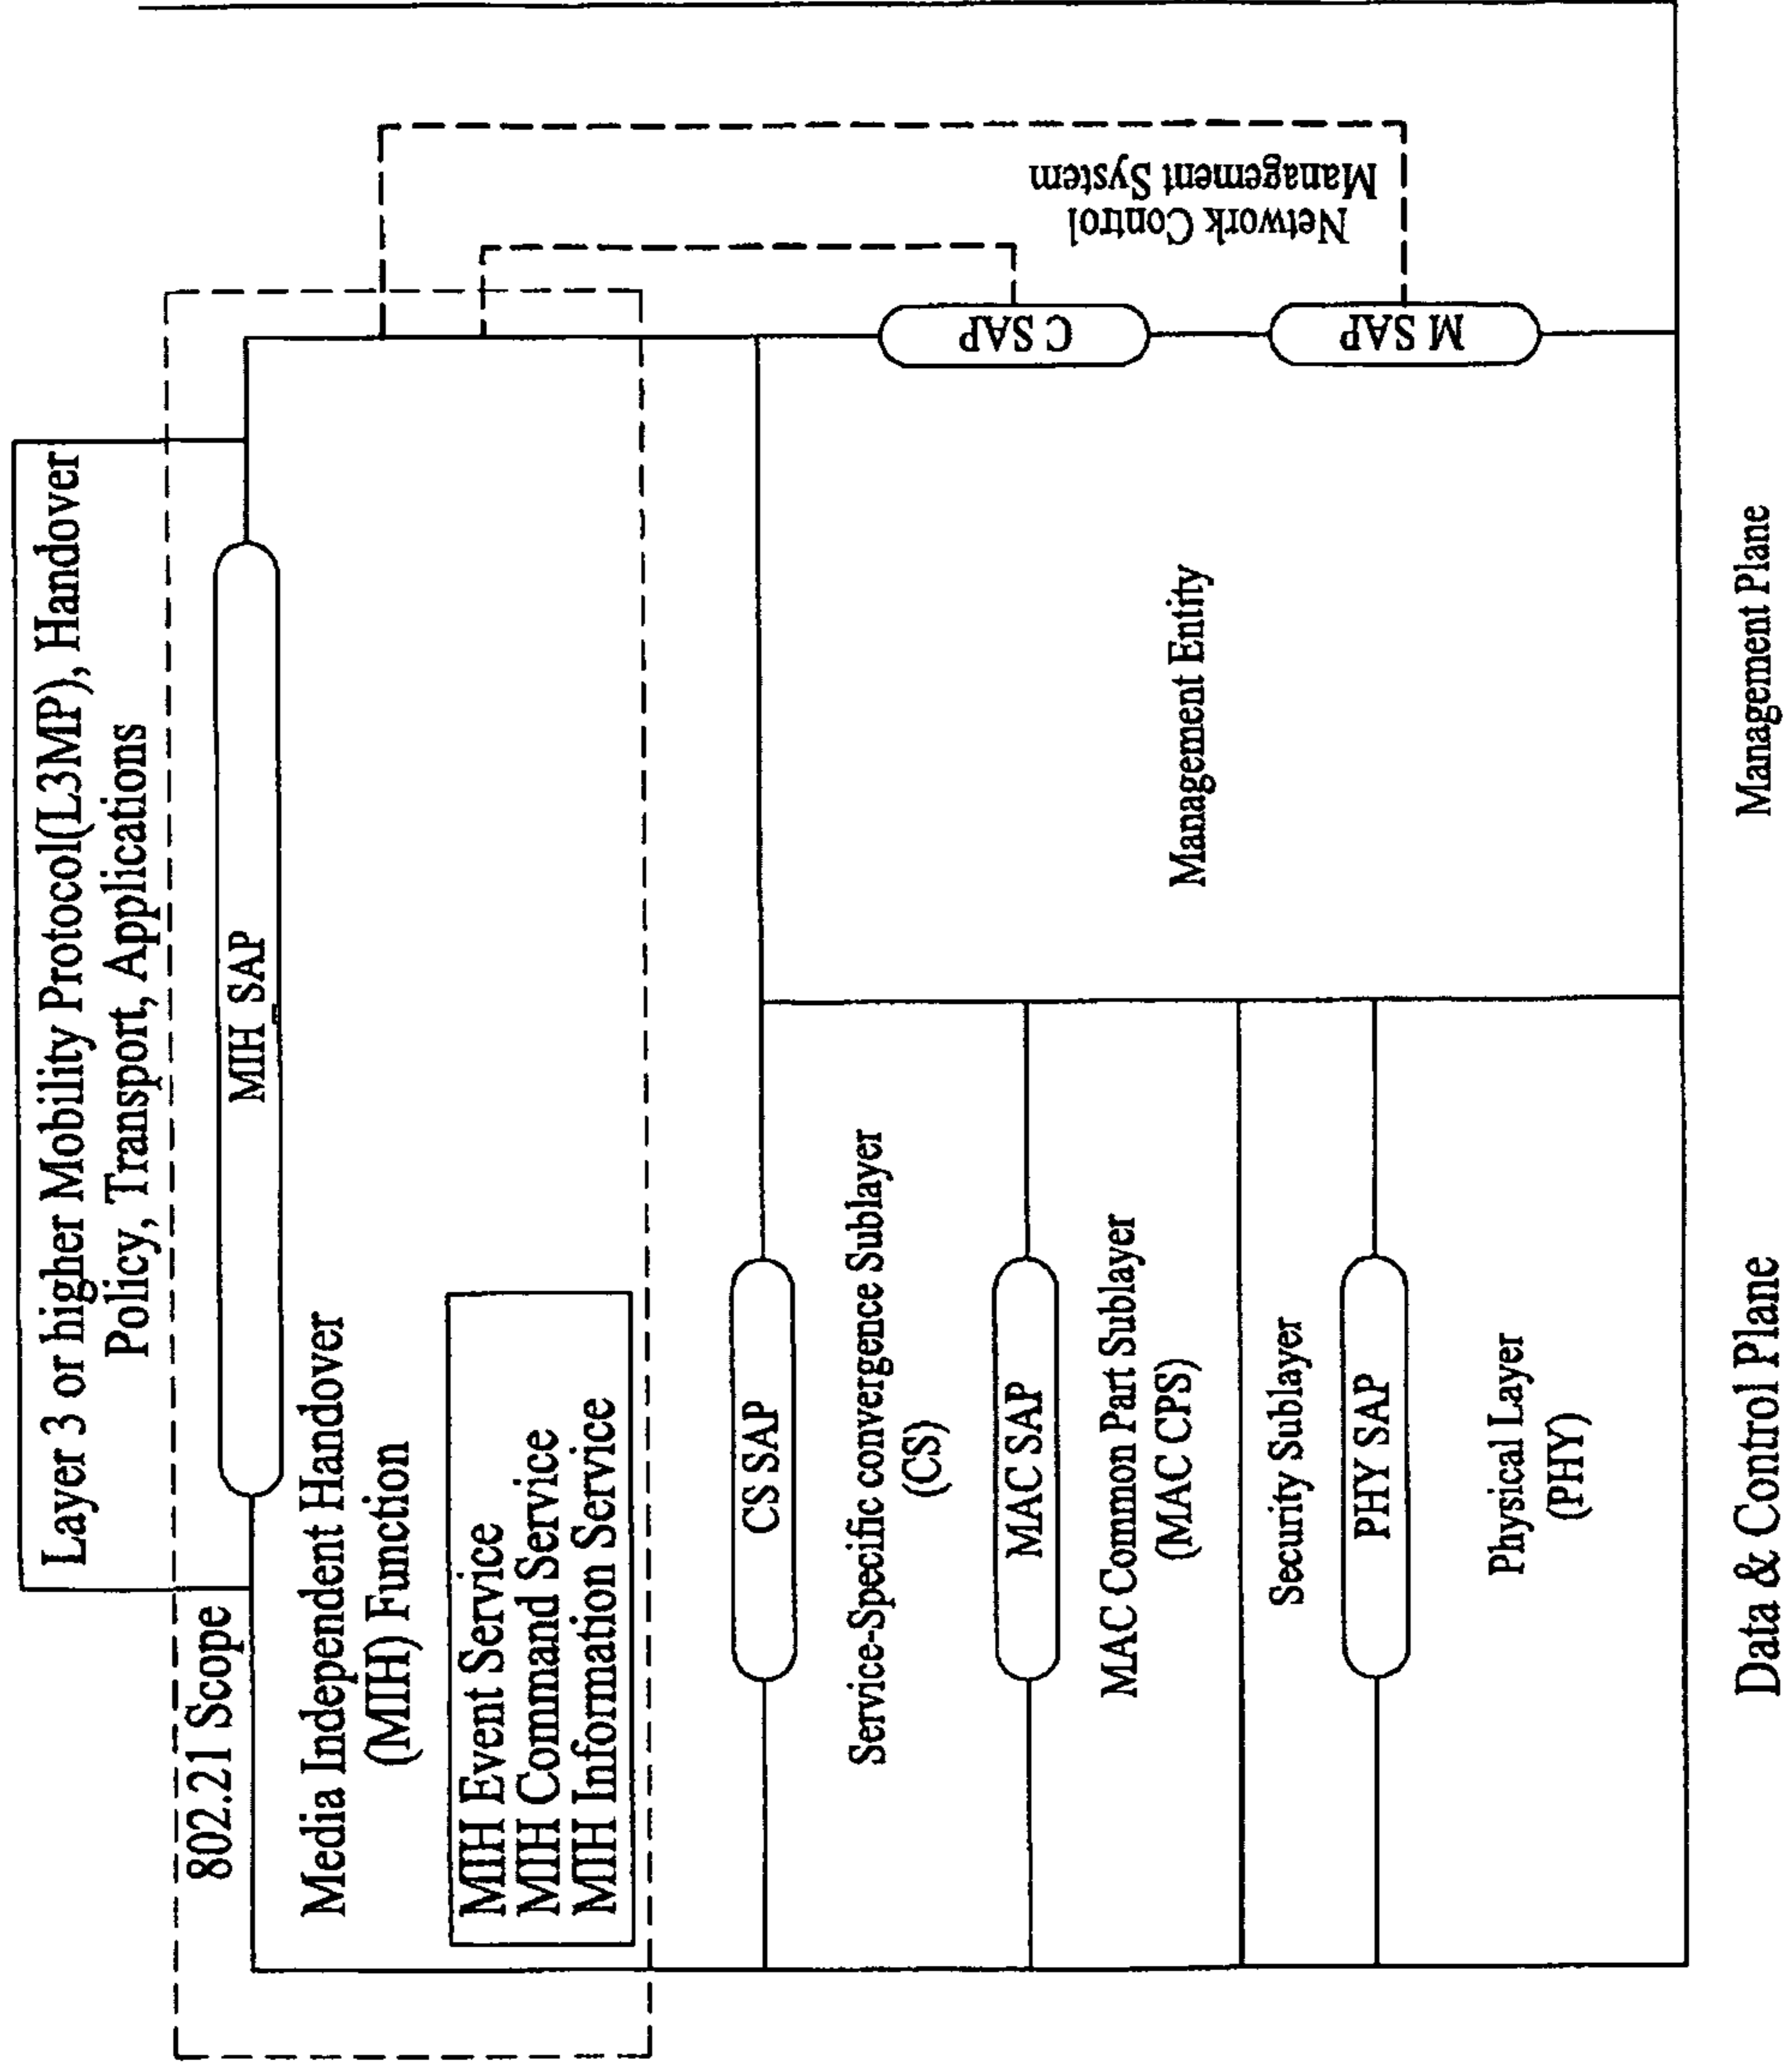 Layer 3 or higher Mobility Protocol(L3MP), Handover
Policy, Transport, Applications
802.21 Scope
MIH SAP
Media Independent Handover
(MIH) Function
MIH Event Service
MIH Command Service
MIH Information Service
CS SAP
Service-Specific convergence Sublayer
(CS)
MAC SAP
MAC Common Part Sublayer
(MAC CPS)
Security Sublayer
PHY SAP
Physical Layer
(PHY)
Management Entity
C SAP
M SAP
Network Control
Management System
Data & Control Plane
Management Plane